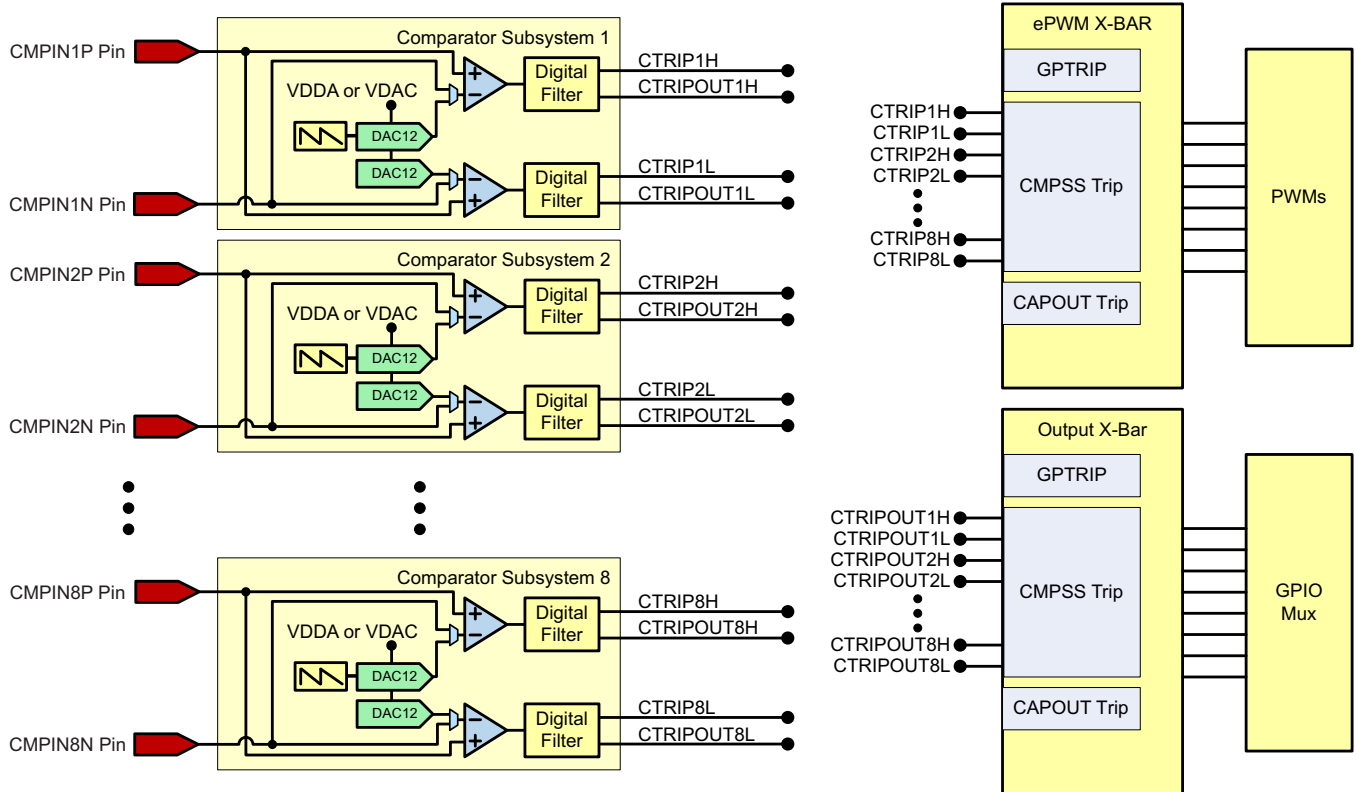 CMPIN1P Pin
Comparator Subsystem 1
VDDA or VDAC
DAC12
DAC12
Digital
Filter
CTRIP1H
CTRIPOUT1H
Digital
Filter
CTRIP1L
CTRIPOUT1L
CMPIN1N Pin
CMPIN2P Pin
Comparator Subsystem 2
VDDA or VDAC
DAC12
DAC12
Digital
Filter
CTRIP2H
CTRIPOUT2H
Digital
Filter
CTRIP2L
CTRIPOUT2L
CMPIN2N Pin
CMPIN8P Pin
Comparator Subsystem 8
VDDA or VDAC
DAC12
DAC12
Digital
Filter
CTRIP8H
CTRIPOUT8H
Digital
Filter
CTRIP8L
CTRIPOUT8L
CMPIN8N Pin
ePWM X-BAR
GPTRIP
CTRIP1H
CTRIP1L
CTRIP2H
CTRIP2L
CTRIP8H
CTRIP8L
CMPSS Trip
CAPOUT Trip
PWMs
Output X-Bar
GPTRIP
CTRIPOUT1H
CTRIPOUT1L
CTRIPOUT2H
CTRIPOUT2L
CTRIPOUT8H
CTRIPOUT8L
CMPSS Trip
CAPOUT Trip
GPIO
Mux